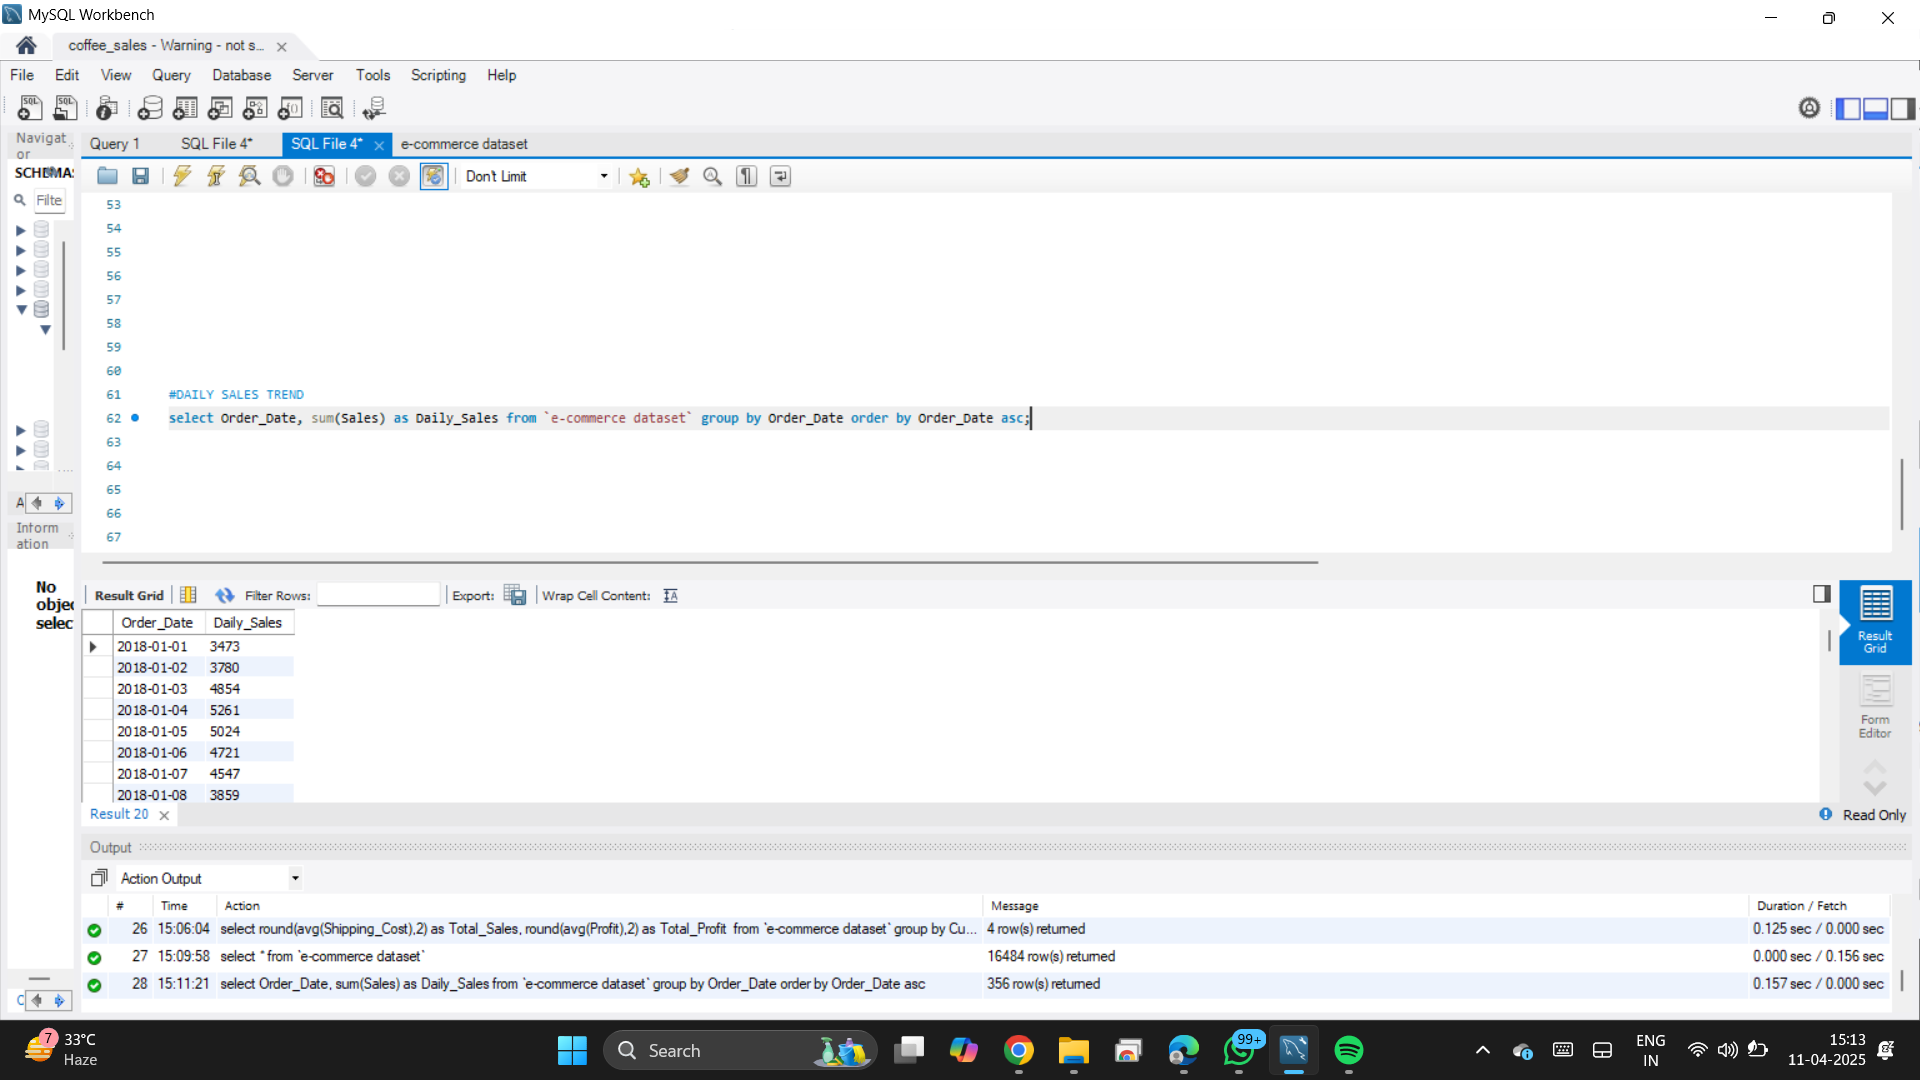 MySQL Workbench
coffee_sales - Warning - not s...
File Edit View Query Database Server Tools Scripting Help
Navigat
or
Query 1 SQL File 4* SQL File 4* e-commerce dataset
SCHEMAS
Don't Limit
Filte
53
54
55
56
57
58
59
60
61 #DAILY SALES TREND
62 select Order_Date, sum(Sales) as Daily_Sales from `e-commerce dataset` group by Order_Date order by Order_Date asc;
63
64
65
66
67
A
Inform
ation
No
objec
selec
Result Grid Filter Rows: Export: Wrap Cell Content:
Order_Date Daily_Sales
2018-01-01 3473
2018-01-02 3780
2018-01-03 4854
2018-01-04 5261
2018-01-05 5024
2018-01-06 4721
2018-01-07 4547
2018-01-08 3859
Result
Grid
Form
Editor
Result 20
Read Only
Output
Action Output
# Time Action Message Duration / Fetch
26 15:06:04 select round(avg(Shipping_Cost),2) as Total_Sales, round(avg(Profit),2) as Total_Profit from `e-commerce dataset` group by Cu... 4 row(s) returned 0.125 sec / 0.000 sec
27 15:09:58 select * from `e-commerce dataset` 16484 row(s) returned 0.000 sec / 0.156 sec
28 15:11:21 select Order_Date, sum(Sales) as Daily_Sales from `e-commerce dataset` group by Order_Date order by Order_Date asc 356 row(s) returned 0.157 sec / 0.000 sec
7
33°C
Haze
Search
99+
ENG
IN
15:13
11-04-2025